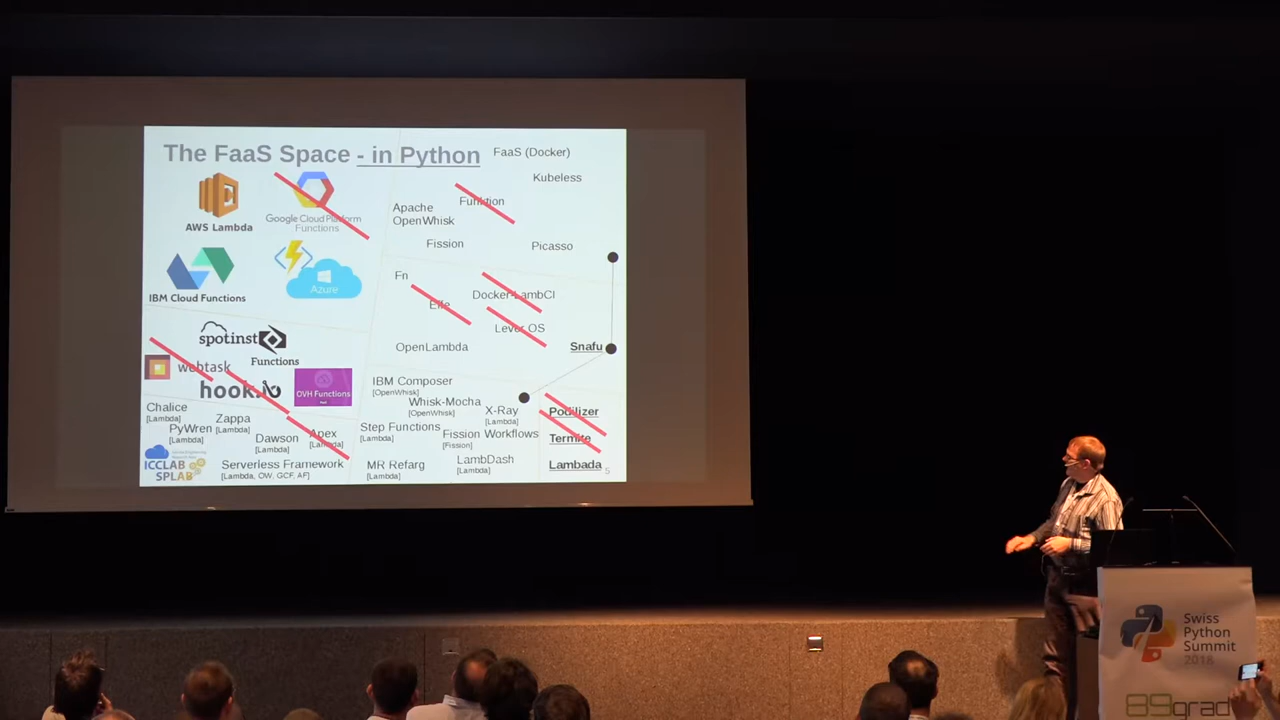 The FaaS Space - in Python
FaaS (Docker)
Kubeless
AWS Lambda
Google Cloud Platform
Functions
Funktion
Apache
OpenWhisk
Fission
Picasso
IBM Cloud Functions
Azure
Fn
Effe
Docker-LambCI
Lever OS
OpenLambda
Snafu
spotinst
Functions
webtask
hook.io
OVH Functions
IBM Composer
[OpenWhisk]
Whisk-Mocha
[OpenWhisk]
X-Ray
[Lambda]
Podilizer
Chalice
[Lambda]
PyWren
[Lambda]
Zappa
[Lambda]
Dawson
[Lambda]
Apex
[Lambda]
Step Functions
[Lambda]
Fission Workflows
[Fission]
Termite
ICCLAB
SPLAB
Serverless Framework
[Lambda, OW, GCF, AF]
MR Refarg
[Lambda]
LambDash
[Lambda]
Lambada
5
Swiss
Python
Summit
2018
89grad